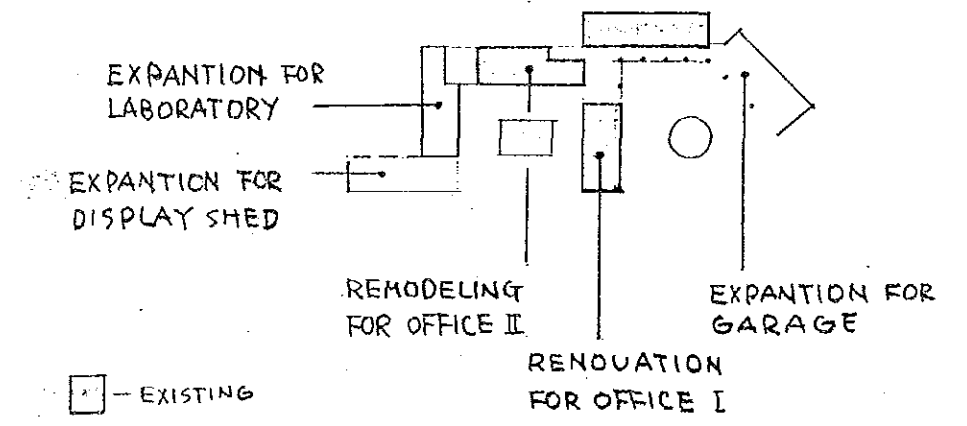 EXPANTION FOR
LABORATORY
EXPANTION FOR
DISPLAY SHED
REMODELING
FOR OFFICE II
RENOVATION
FOR OFFICE I
EXPANTION FOR
GARAGE
- EXISTING